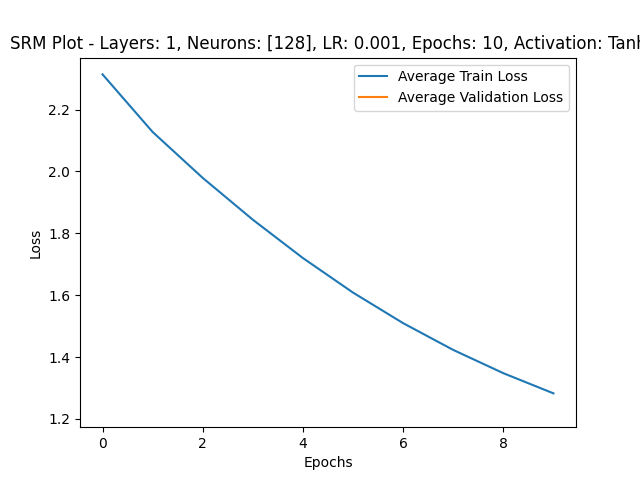 SRM Plot - Layers: 1, Neurons: [128], LR: 0.001, Epochs: 10, Activation: Tanh
Average Train Loss
Average Validation Loss
2.2
2.0
1.8
1.6
1.4
1.2
Loss
0 2 4 6 8
Epochs